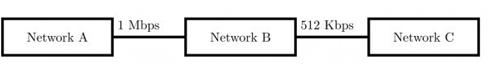 Network A
1 Mbps
Network B
512 Kbps
Network C